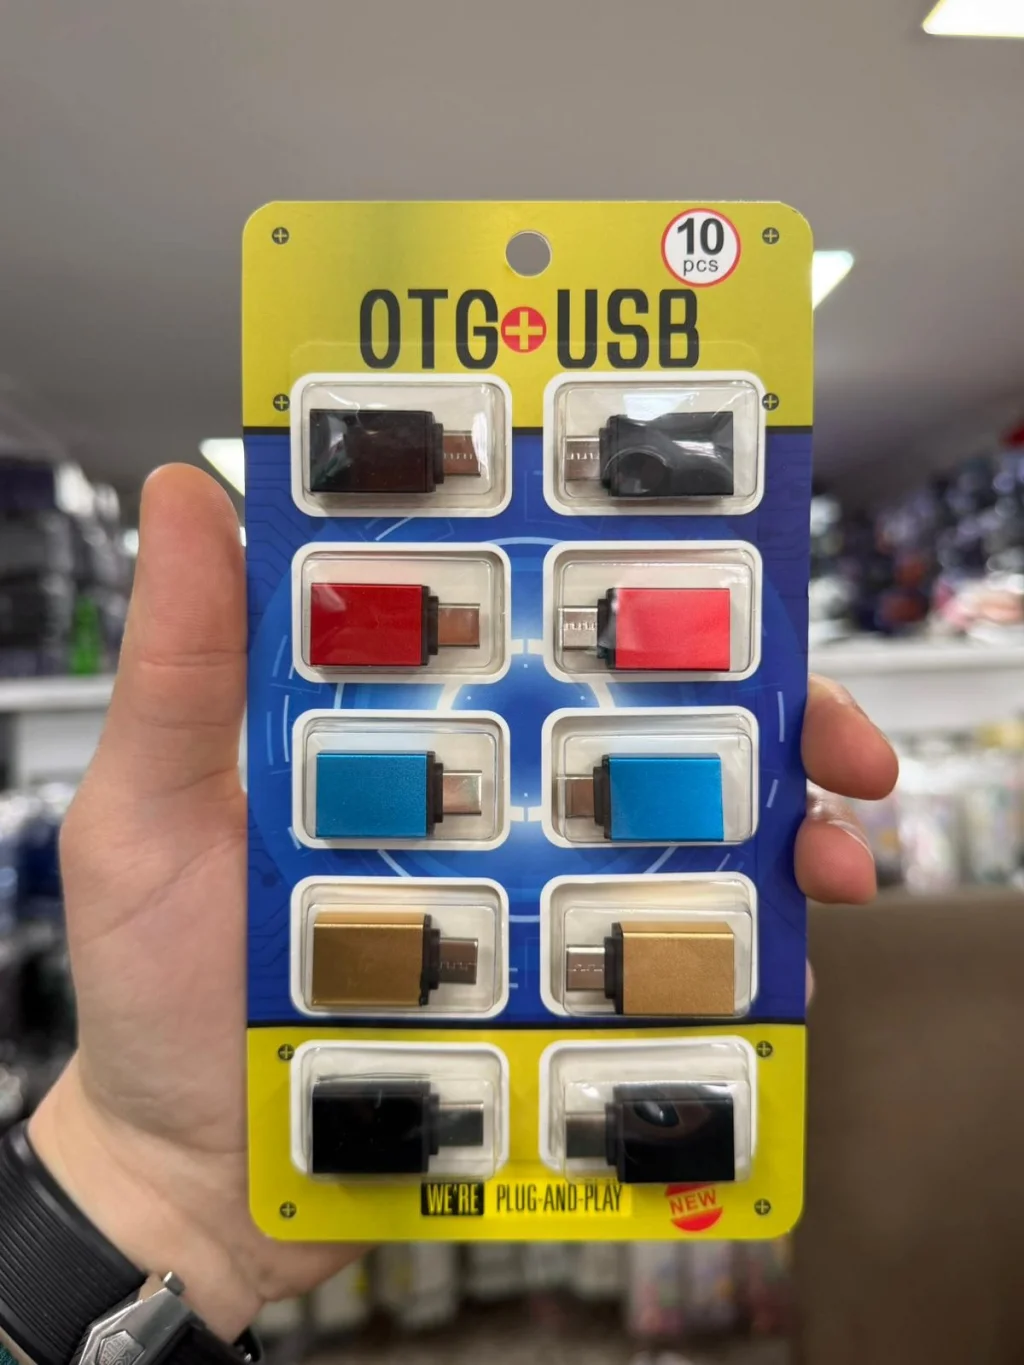 10
pcs
OTG+USB
WE'RE PLUG-AND-PLAY
NEW